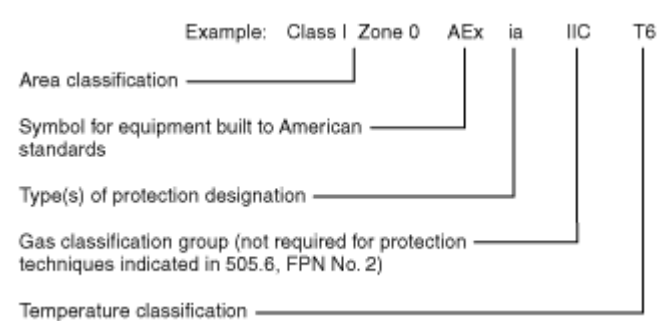 Example: Class I Zone 0 AEx ia IIC T6
Area classification
Symbol for equipment built to American
standards
Type(s) of protection designation
Gas classification group (not required for protection
techniques indicated in 505.6, FPN No. 2)
Temperature classification